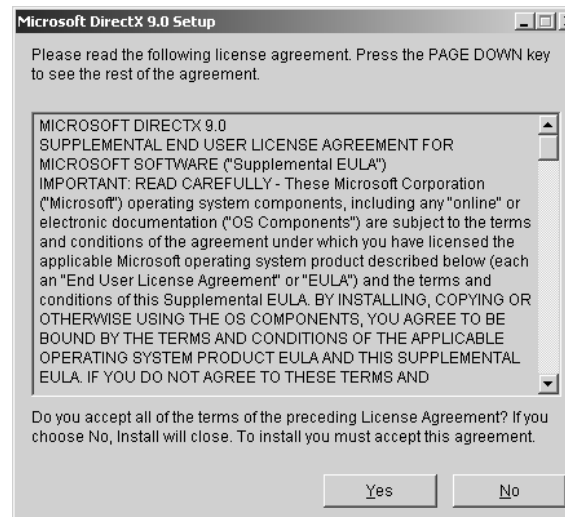 Microsoft DirectX 9.0 Setup
Please read the following license agreement. Press the PAGE DOWN key
to see the rest of the agreement.
MICROSOFT DIRECTX 9.0
SUPPLEMENTAL END USER LICENSE AGREEMENT FOR
MICROSOFT SOFTWARE ("Supplemental EULA")
IMPORTANT: READ CAREFULLY - These Microsoft Corporation
("Microsoft") operating system components, including any "online" or
electronic documentation ("OS Components") are subject to the terms
and conditions of the agreement under which you have licensed the
applicable Microsoft operating system product described below (each
an "End User License Agreement" or "EULA") and the terms and
conditions of this Supplemental EULA. BY INSTALLING, COPYING OR
OTHERWISE USING THE OS COMPONENTS, YOU AGREE TO BE
BOUND BY THE TERMS AND CONDITIONS OF THE APPLICABLE
OPERATING SYSTEM PRODUCT EULA AND THIS SUPPLEMENTAL
EULA. IF YOU DO NOT AGREE TO THESE TERMS AND
Do you accept all of the terms of the preceding License Agreement? If you
choose No, Install will close. To install you must accept this agreement.
Yes
No